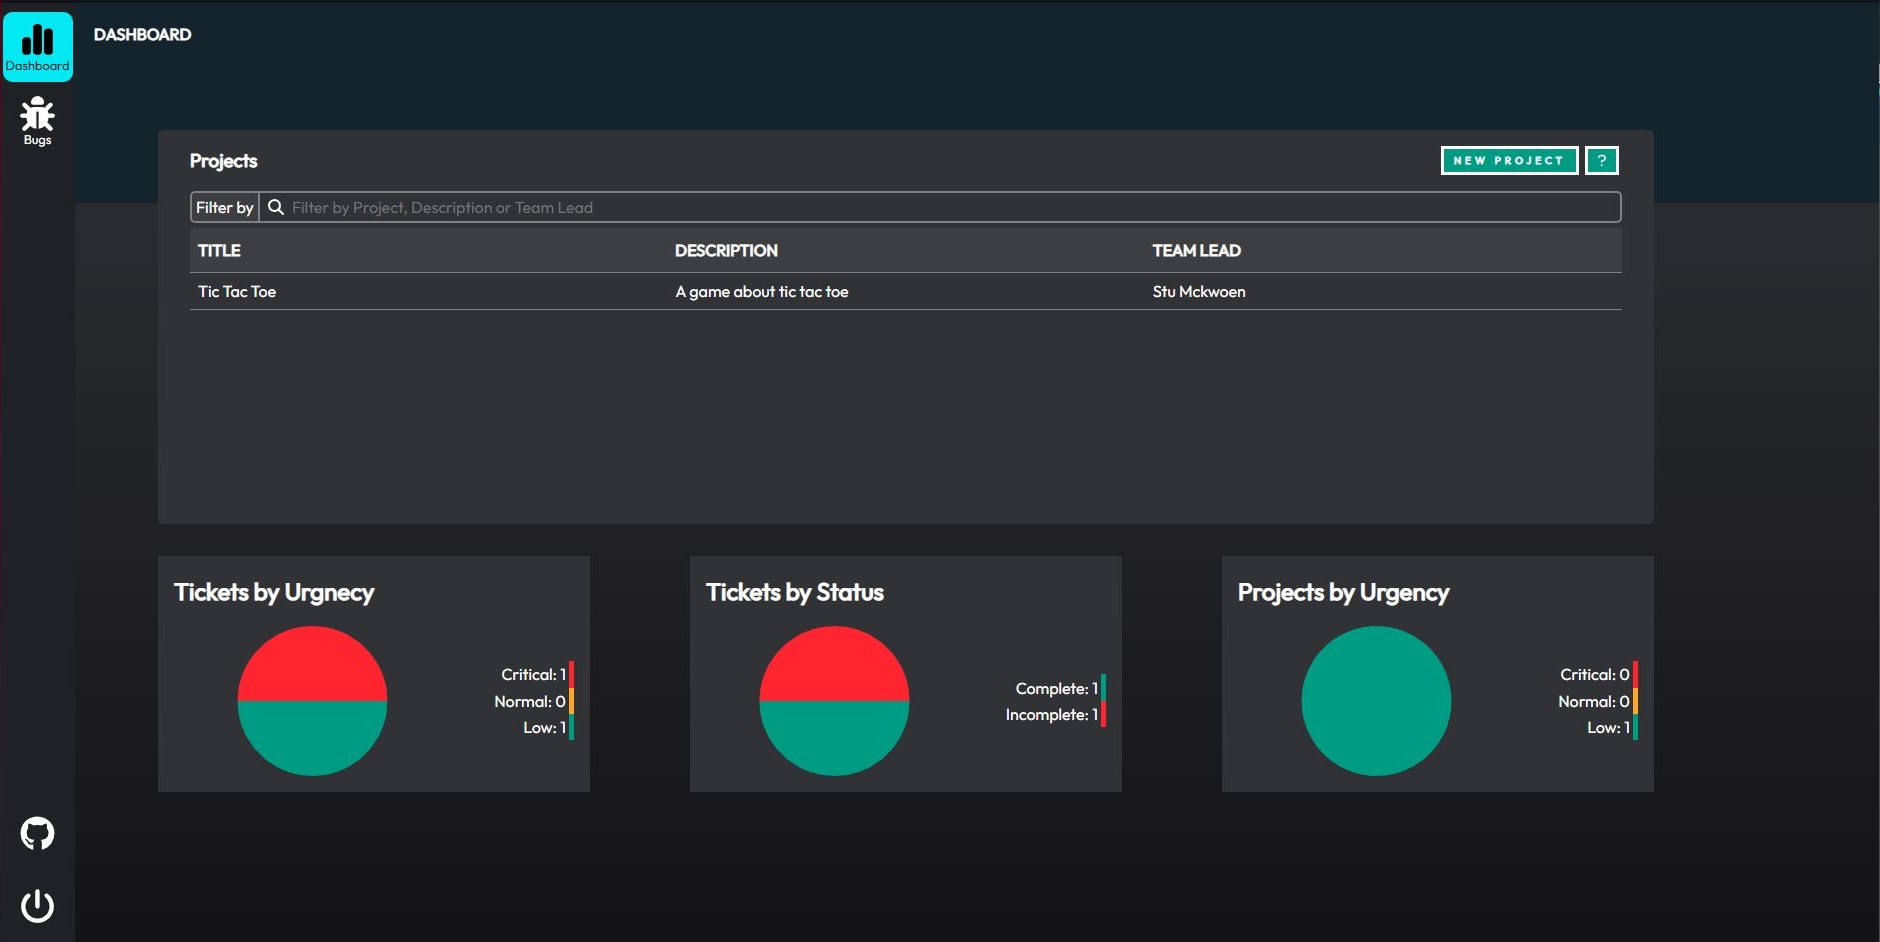 Dashboard
DASHBOARD
Bugs
Projects
NEW PROJECT
?
Filter by
Filter by Project, Description or Team Lead
TITLE DESCRIPTION TEAM LEAD
Tic Tac Toe A game about tic tac toe Stu Mckwoen
Tickets by Urgnecy
Critical: 1
Normal: 0
Low: 1
Tickets by Status
Complete: 1
Incomplete: 1
Projects by Urgency
Critical: 0
Normal: 0
Low: 1